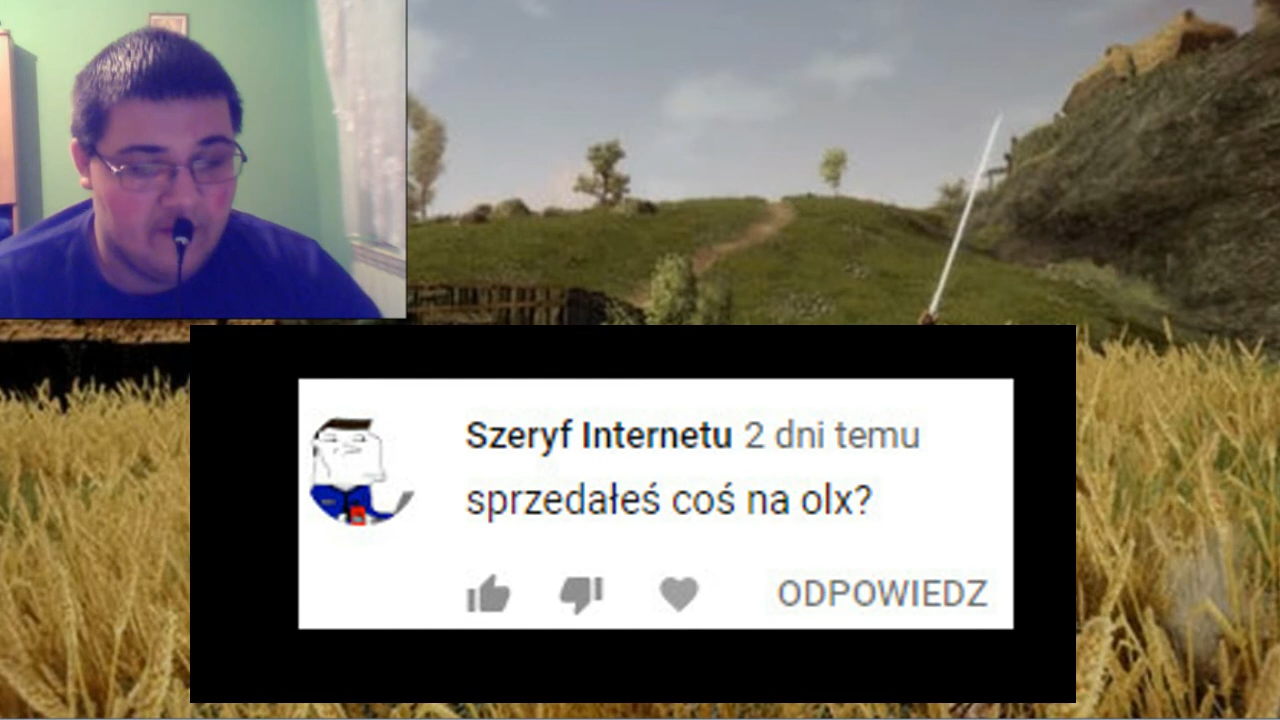 Szeryf Internetu 2 dni temu
sprzedałeś coś na olx?
ODPOWIEDZ